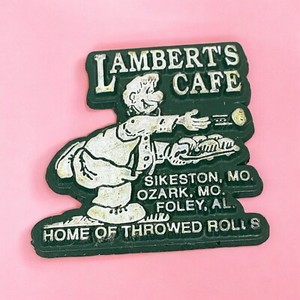 LAMBERT'S
CAFE
SIKESTON, MO.
OZARK, MO.
FOLEY, AL.
HOME OF THROWED ROLLS